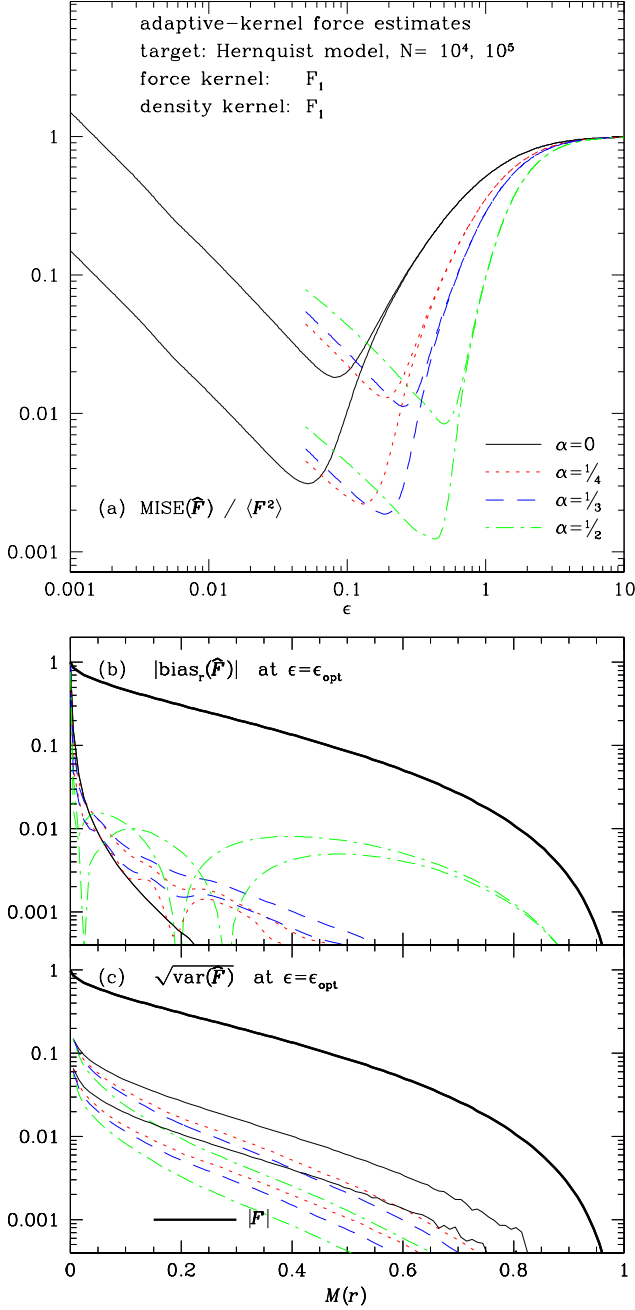 adaptive-kernel force estimates
target: Hernquist model, N= 10⁴, 10⁵
force kernel: F₁
density kernel: F₁
1
0.1
0.01
0.001
α=0
α=1/4
α=1/3
α=1/2
(a) MISE(F̂) / ⟨F²⟩
0.001 0.01 0.1 1 10
ϵ
(b) |bias_r(F̂)| at ϵ=ϵ_opt
1
0.1
0.01
0.001
(c) √var(F̂) at ϵ=ϵ_opt
1
0.1
0.01
0.001
|F|
0 0.2 0.4 0.6 0.8 1
M(r)